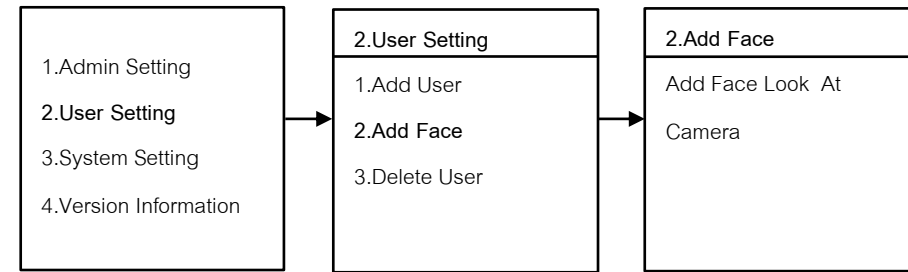 1.Admin Setting
2.User Setting
3.System Setting
4.Version Information
2.User Setting
1.Add User
2.Add Face
3.Delete User
2.Add Face
Add Face Look At
Camera